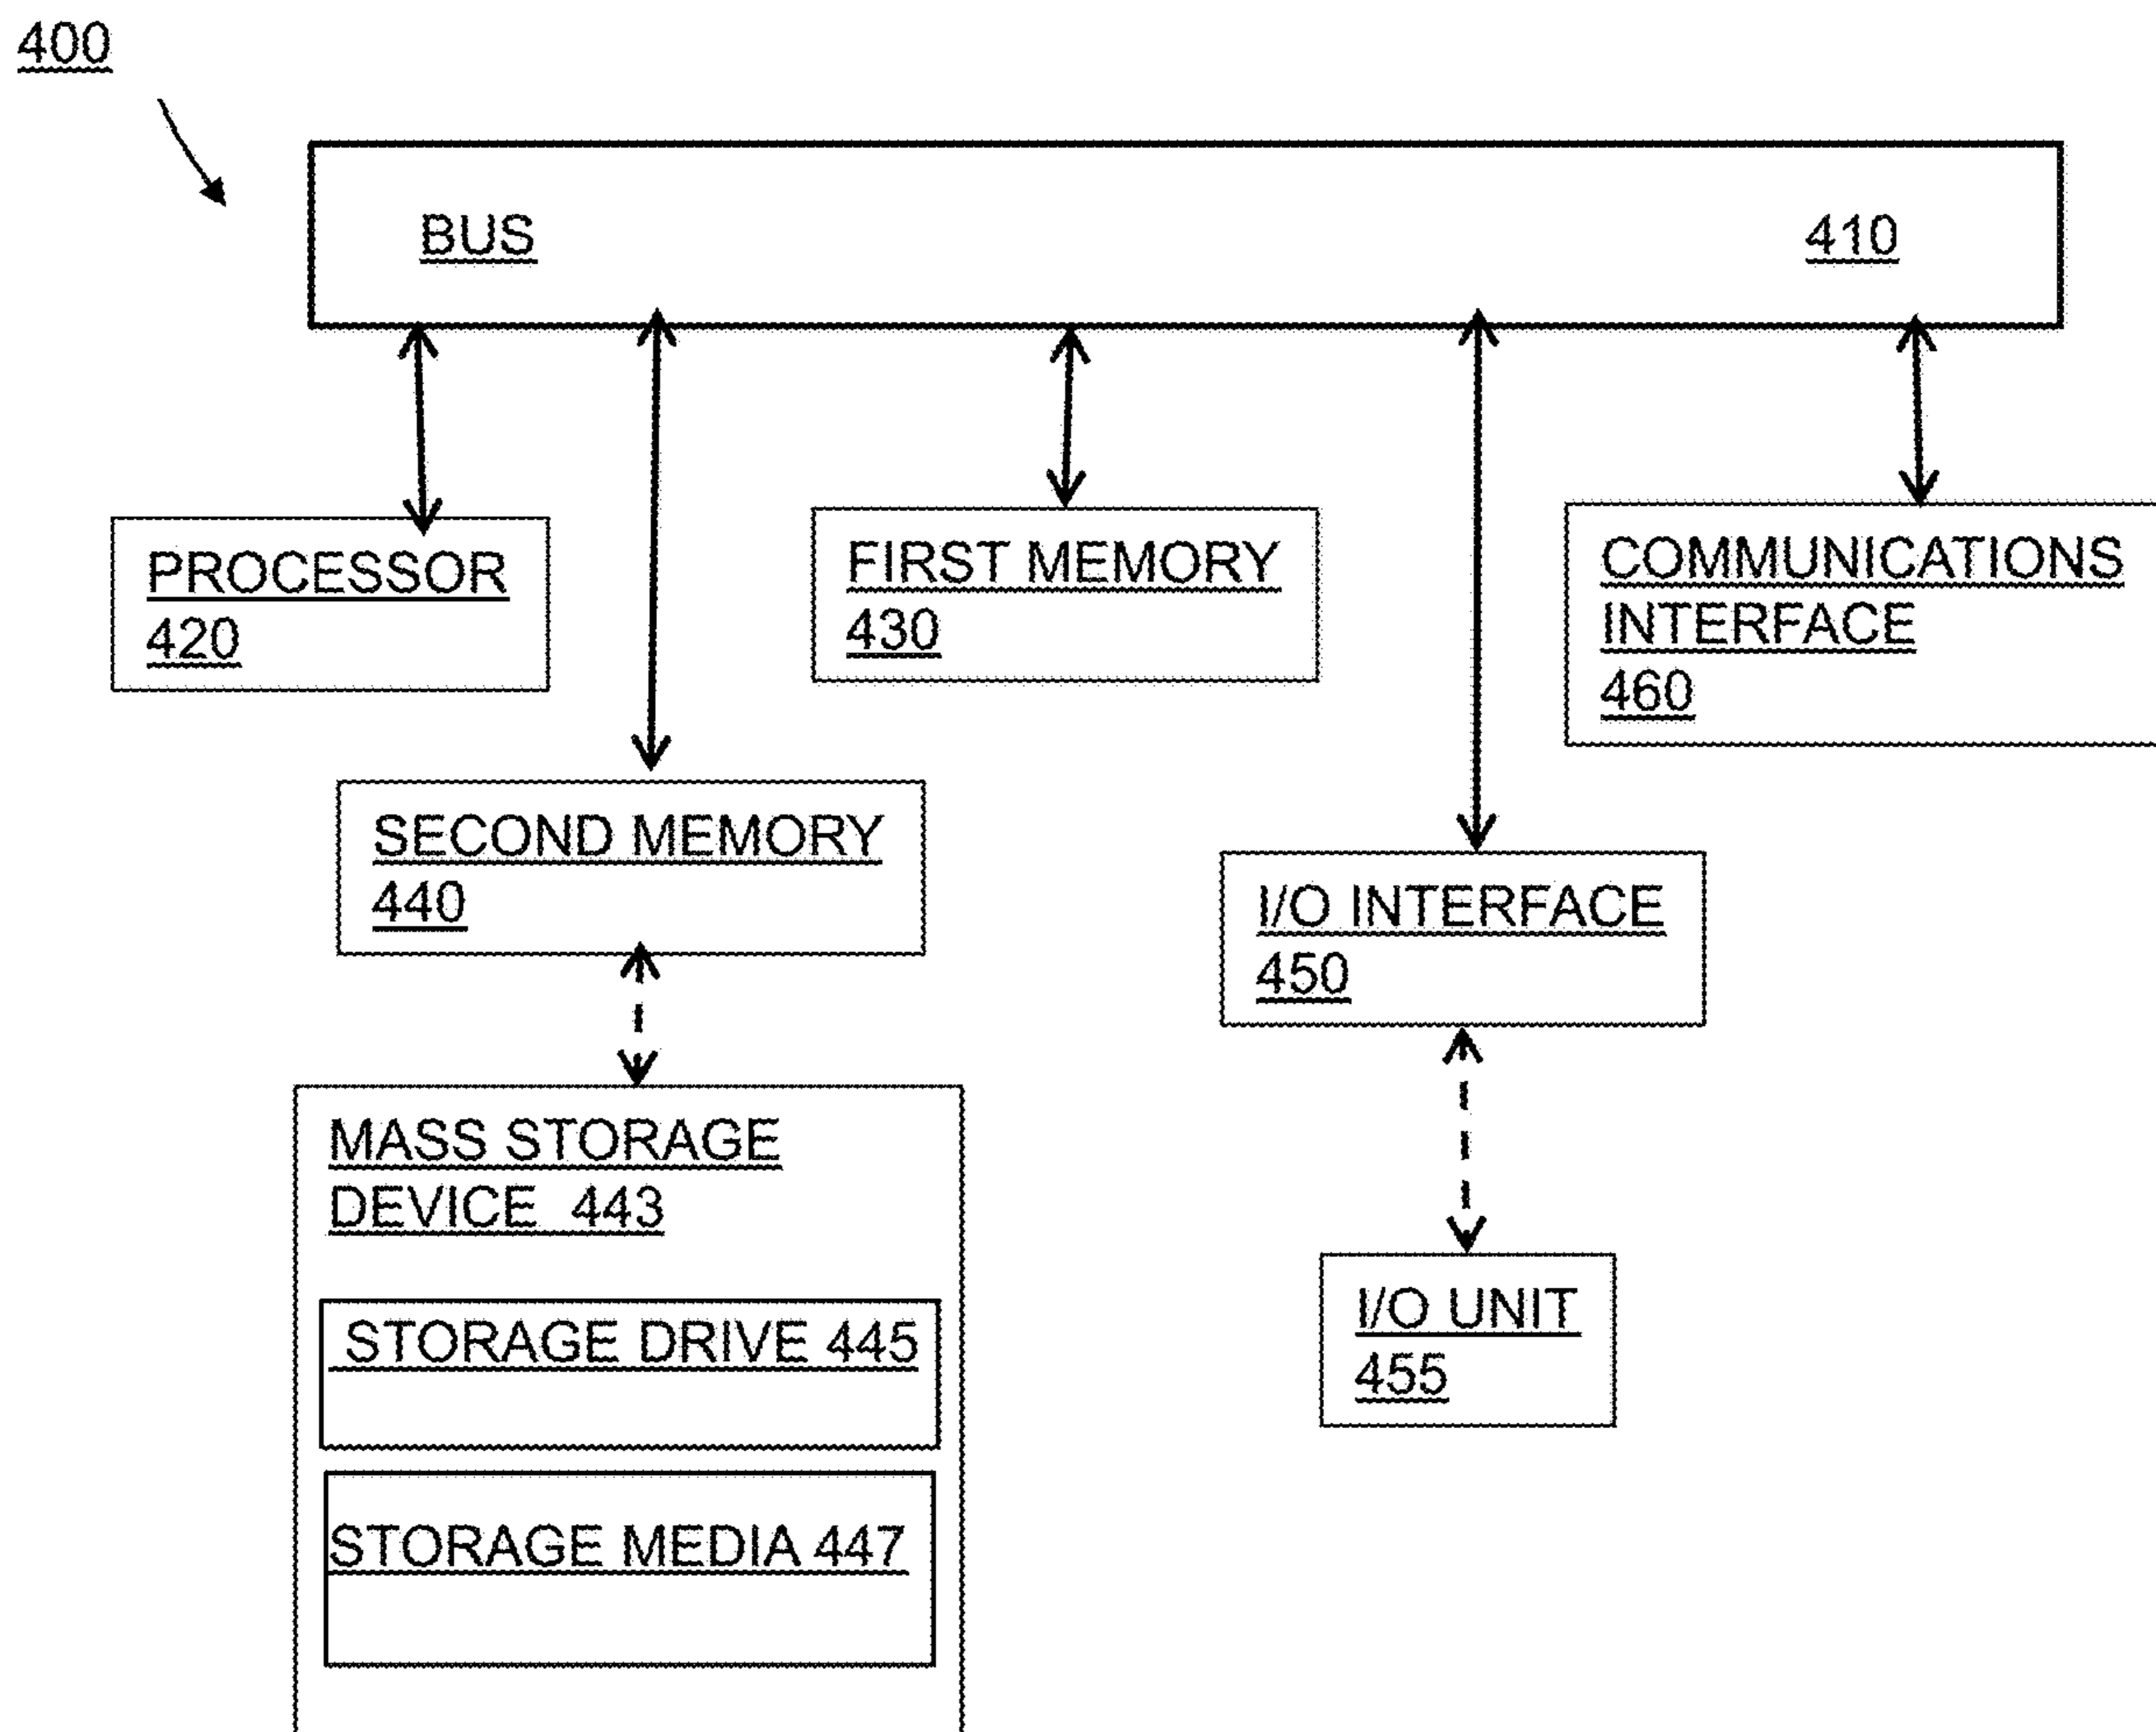 400
BUS 410
PROCESSOR
420
FIRST MEMORY
430
COMMUNICATIONS
INTERFACE
460
SECOND MEMORY
440
I/O INTERFACE
450
MASS STORAGE
DEVICE 443
STORAGE DRIVE 445
STORAGE MEDIA 447
I/O UNIT
455